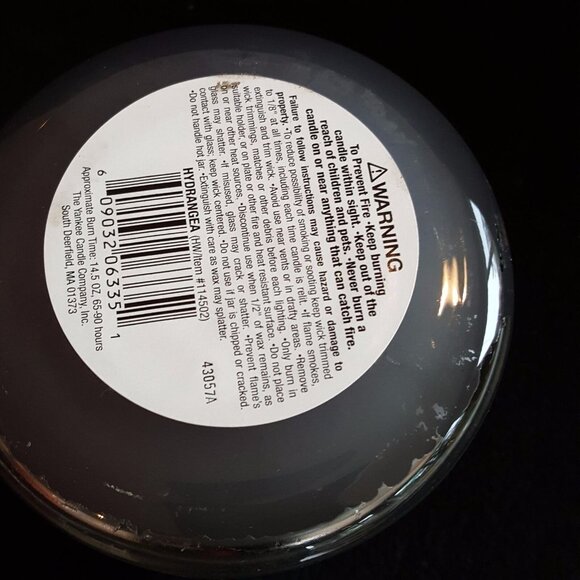 ⚠WARNING
To Prevent Fire •Keep burning
candle within sight. •Keep out of the
reach of children and pets. •Never burn a
candle on or near anything that can catch fire.
Failure to follow instructions may cause hazard or damage to
property. •To reduce possibility of smoking or sooting keep wick trimmed
to 1/8" at all times, including each time candle is relit. •If flame smokes,
extinguish and trim wick. •Avoid use near vents or in drafty areas. •Remove
wick trimmings, matches or other debris before each lighting. •Only burn in
suitable holder, or on plate or other fire and heat resistant surface. •Do not place
on or near other heat sources. •Discontinue use when 1/2" of wax remains, as
glass may shatter. •If misused, glass may crack or shatter. •Prevent flame's
contact with glass: keep wick centered. •Do not use if jar is chipped or cracked.
•Do not handle hot jar. •Extinguish with care as wax may splatter.
HYDRANGEA (HW/Item #114502)
43057A
6 09032 06335 1
Approximate Burn Time: 14.5 OZ, 65-90 hours
The Yankee Candle Company, Inc.
South Deerfield, MA 01373